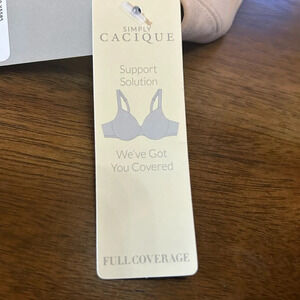 SIMPLY
CACIQUE
Support
Solution
We've Got
You Covered
FULL COVERAGE